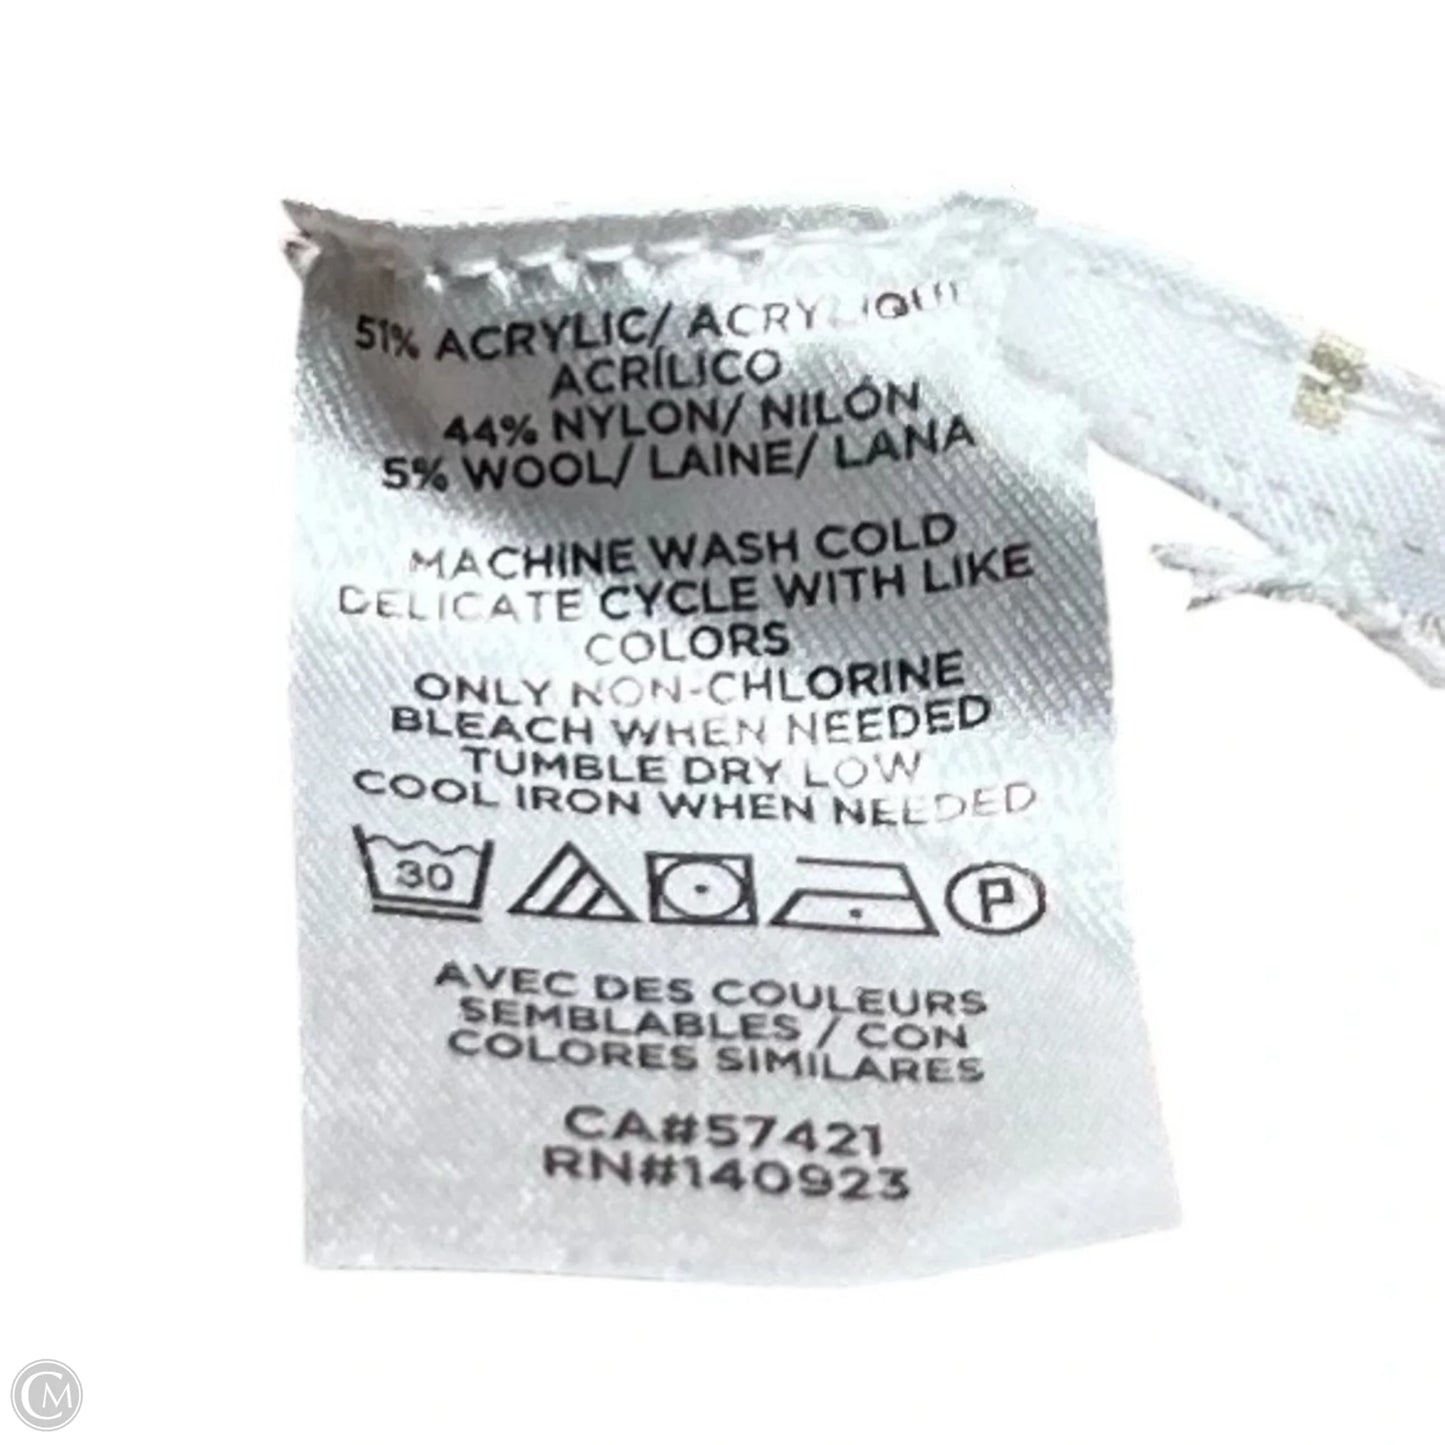 51% ACRYLIC/ ACRYLIQUE
ACRÍLICO
44% NYLON/ NILÓN
5% WOOL/ LAINE/ LANA
MACHINE WASH COLD
DELICATE CYCLE WITH LIKE
COLORS
ONLY NON-CHLORINE
BLEACH WHEN NEEDED
TUMBLE DRY LOW
COOL IRON WHEN NEEDED
30 P
AVEC DES COULEURS
SEMBLABLES / CON
COLORES SIMILARES
CA#57421
RN#140923
CM